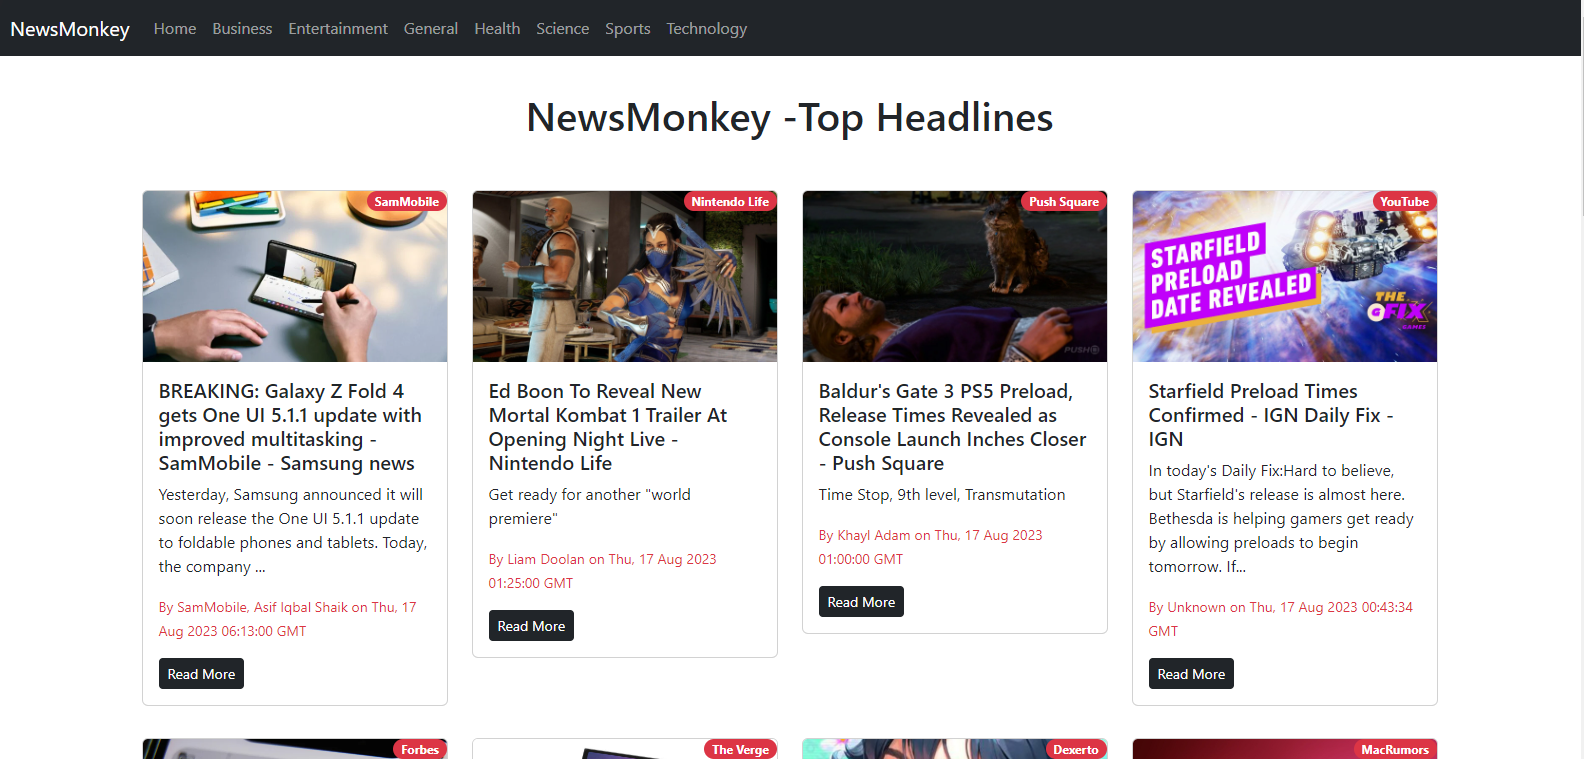 NewsMonkey Home Business Entertainment General Health Science Sports Technology
NewsMonkey -Top Headlines
SamMobile
BREAKING: Galaxy Z Fold 4
gets One UI 5.1.1 update with
improved multitasking -
SamMobile - Samsung news
Yesterday, Samsung announced it will
soon release the One UI 5.1.1 update
to foldable phones and tablets. Today,
the company ...
By SamMobile, Asif Iqbal Shaik on Thu, 17
Aug 2023 06:13:00 GMT
Read More
Nintendo Life
Ed Boon To Reveal New
Mortal Kombat 1 Trailer At
Opening Night Live -
Nintendo Life
Get ready for another "world
premiere"
By Liam Doolan on Thu, 17 Aug 2023
01:25:00 GMT
Read More
Push Square
PUSH
Baldur's Gate 3 PS5 Preload,
Release Times Revealed as
Console Launch Inches Closer
- Push Square
Time Stop, 9th level, Transmutation
By Khayl Adam on Thu, 17 Aug 2023
01:00:00 GMT
Read More
YouTube
STARFIELD
PRELOAD
DATE REVEALED
THE
FIX
GAMES
Starfield Preload Times
Confirmed - IGN Daily Fix -
IGN
In today's Daily Fix:Hard to believe,
but Starfield's release is almost here.
Bethesda is helping gamers get ready
by allowing preloads to begin
tomorrow. If...
By Unknown on Thu, 17 Aug 2023 00:43:34
GMT
Read More
Forbes
The Verge
Dexerto
MacRumors